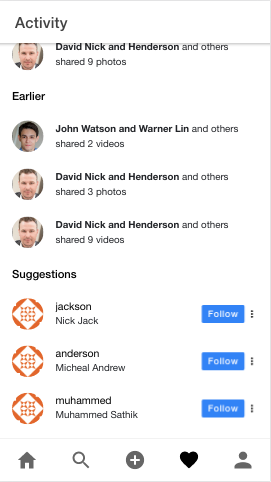 Activity
David Nick and Henderson and others
shared 9 photos
Earlier
John Watson and Warner Lin and others
shared 2 videos
David Nick and Henderson and others
shared 3 photos
David Nick and Henderson and others
shared 9 videos
Suggestions
jackson
Nick Jack
Follow
anderson
Micheal Andrew
Follow
muhammed
Muhammed Sathik
Follow